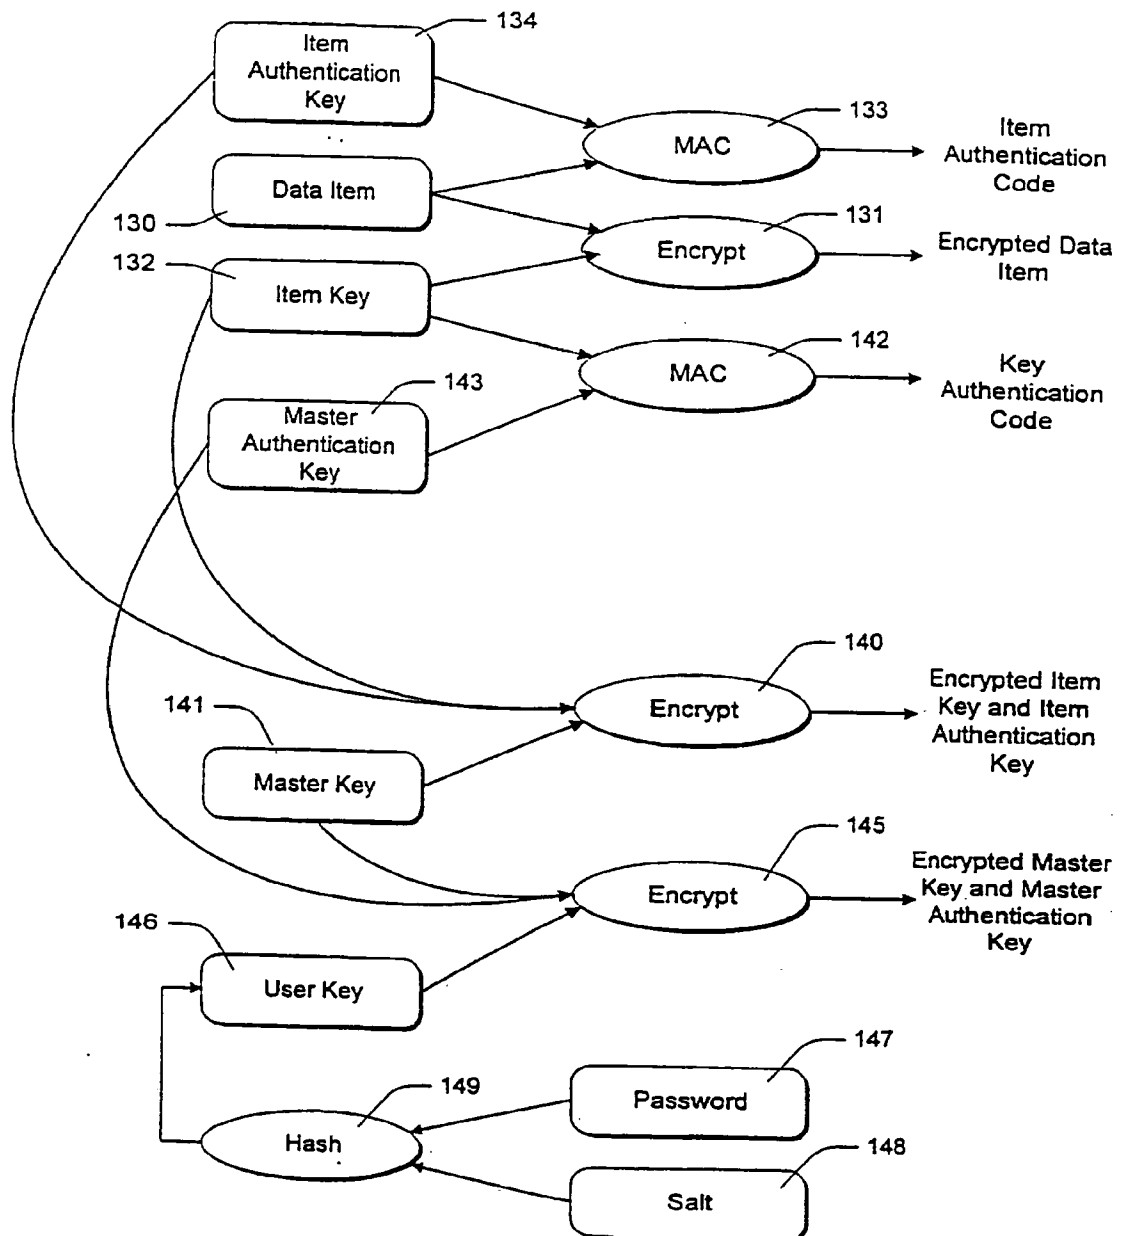 134
Item
Authentication
Key
133
MAC
Item
Authentication
Code
Data Item
130
131
Encrypt
Encrypted Data
Item
132
Item Key
142
MAC
Key
Authentication
Code
143
Master
Authentication
Key
140
Encrypt
Encrypted Item
Key and Item
Authentication
Key
141
Master Key
145
Encrypt
Encrypted Master
Key and Master
Authentication
Key
146
User Key
147
Password
149
Hash
148
Salt